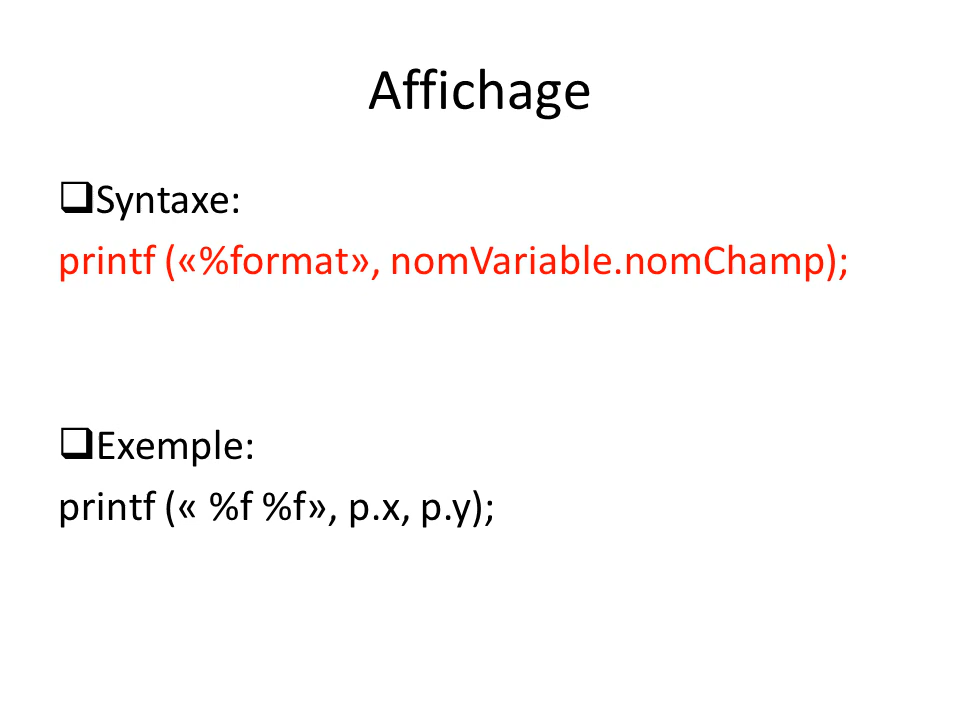 Affichage
❑Syntaxe:
printf («%format», nomVariable.nomChamp);
❑Exemple:
printf (« %f %f», p.x, p.y);